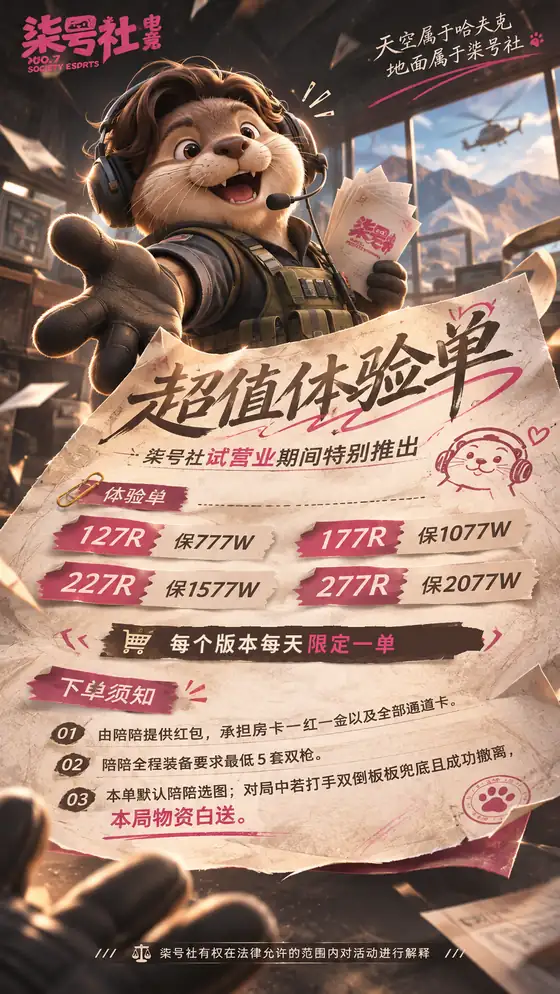 柒号社电竞
NO.7
SOCIETY ESPORTS
天空属于哈夫克
地面属于柒号社
超值体验单
柒号社试营业期间特别推出
体验单
127R 保777W
177R 保1077W
227R 保1577W
277R 保2077W
每个版本每天限定一单
下单须知
01 由陪陪提供红包，承担房卡一红一金以及全部通道卡。
02 陪陪全程装备要求最低5套双枪。
03 本单默认陪陪选图；对局中若打手双倒板板兜底且成功撤离，
本局物资白送。
柒号社有权在法律允许的范围内对活动进行解释